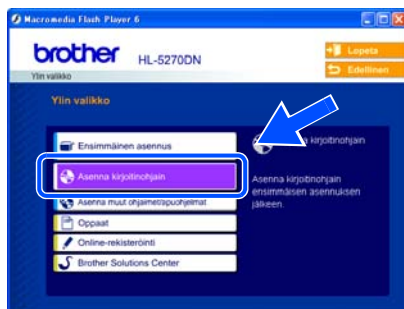 Macromedia Flash Player 6
brother
HL-5270DN
Lopeta
Edellinen
Ylin valikko
Ylin valikko
Ensimmäinen asennus
Asenna kirjoitinohjain
Asenna muut ohjaimet/apuohjelmat
Oppaat
Online-rekisteröinti
Brother Solutions Center
kirjoitinohjain
Asenna kirjoitinohjain
ensimmäisen asennuksen
jälkeen.